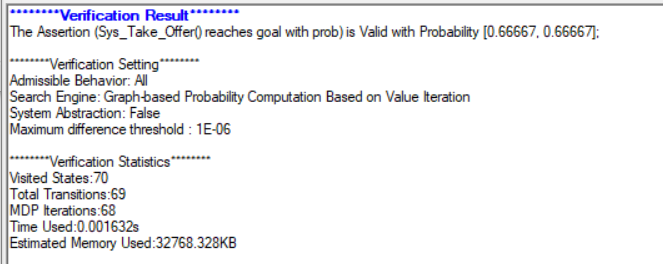 ********Verification Result********
The Assertion (Sys_Take_Offer() reaches goal with prob) is Valid with Probability [0.66667, 0.66667];
********Verification Setting********
Admissible Behavior: All
Search Engine: Graph-based Probability Computation Based on Value Iteration
System Abstraction: False
Maximum difference threshold : 1E-06
********Verification Statistics********
Visited States:70
Total Transitions:69
MDP Iterations:68
Time Used:0.001632s
Estimated Memory Used:32768.328KB